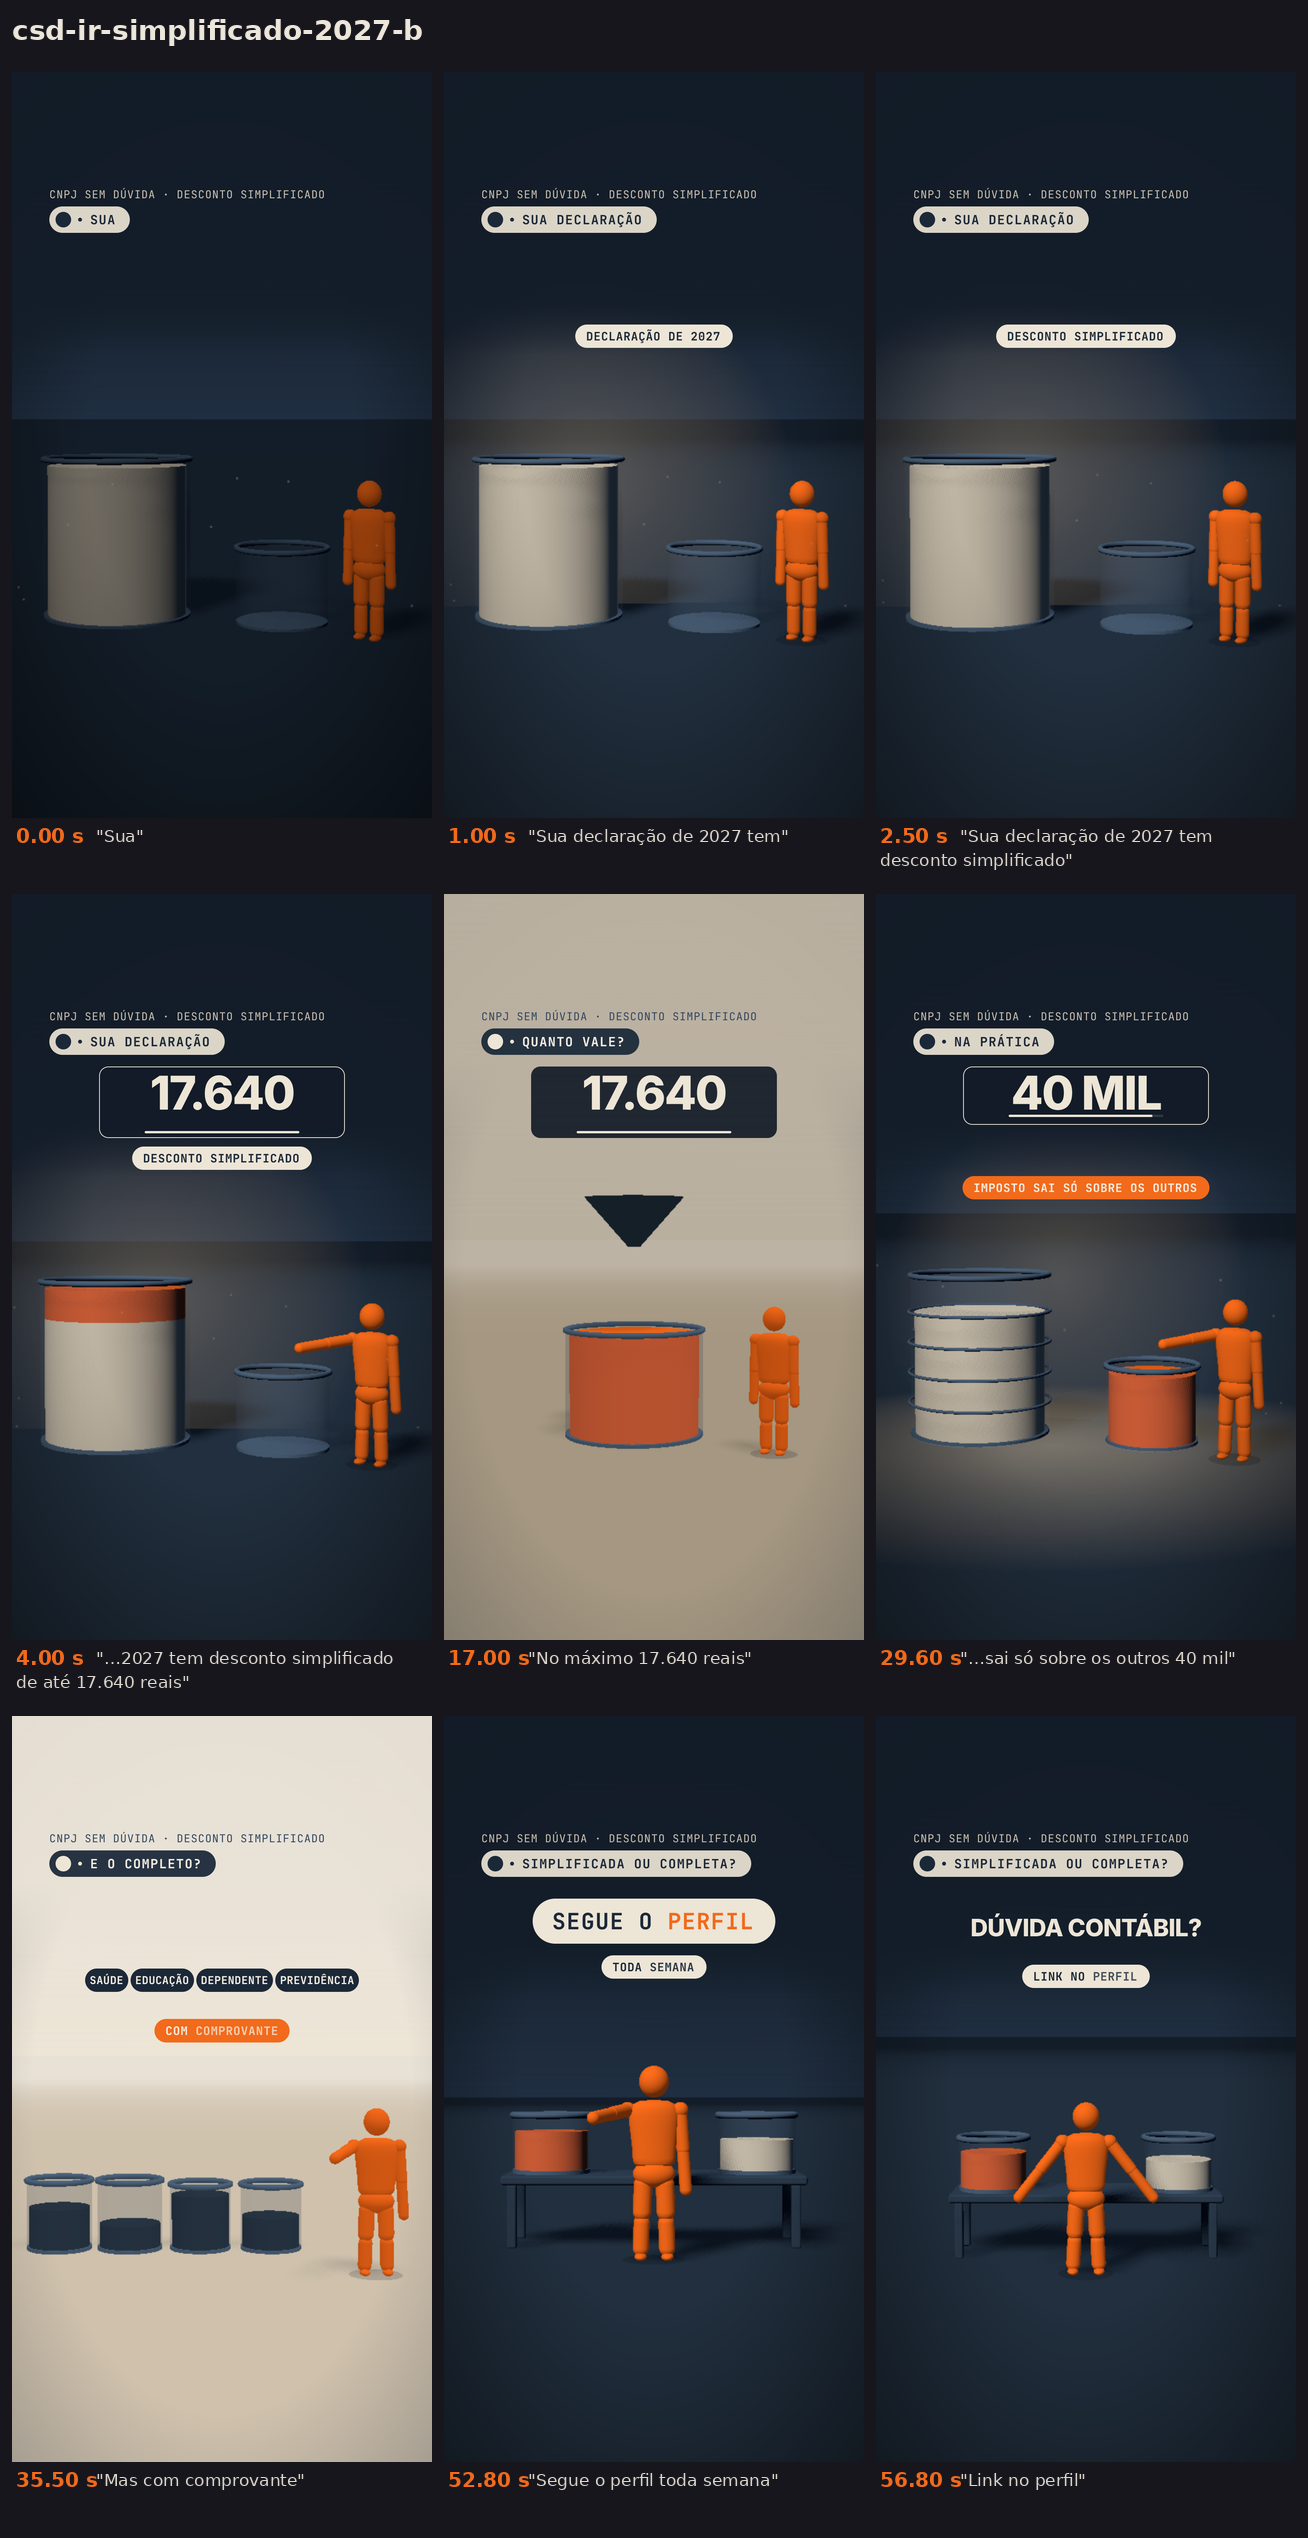 csd-ir-simplificado-2027-b
CNPJ SEM DÚVIDA · DESCONTO SIMPLIFICADO
• SUA
0.00 s "Sua"
CNPJ SEM DÚVIDA · DESCONTO SIMPLIFICADO
• SUA DECLARAÇÃO
DECLARAÇÃO DE 2027
1.00 s "Sua declaração de 2027 tem"
CNPJ SEM DÚVIDA · DESCONTO SIMPLIFICADO
• SUA DECLARAÇÃO
DESCONTO SIMPLIFICADO
2.50 s "Sua declaração de 2027 tem
desconto simplificado"
CNPJ SEM DÚVIDA · DESCONTO SIMPLIFICADO
• SUA DECLARAÇÃO
17.640
DESCONTO SIMPLIFICADO
4.00 s "...2027 tem desconto simplificado
de até 17.640 reais"
CNPJ SEM DÚVIDA · DESCONTO SIMPLIFICADO
• QUANTO VALE?
17.640
17.00 s "No máximo 17.640 reais"
CNPJ SEM DÚVIDA · DESCONTO SIMPLIFICADO
• NA PRÁTICA
40 MIL
IMPOSTO SAI SÓ SOBRE OS OUTROS
29.60 s "...sai só sobre os outros 40 mil"
CNPJ SEM DÚVIDA · DESCONTO SIMPLIFICADO
• E O COMPLETO?
SAÚDE EDUCAÇÃO DEPENDENTE PREVIDÊNCIA
COM COMPROVANTE
35.50 s "Mas com comprovante"
CNPJ SEM DÚVIDA · DESCONTO SIMPLIFICADO
• SIMPLIFICADA OU COMPLETA?
SEGUE O PERFIL
TODA SEMANA
52.80 s "Segue o perfil toda semana"
CNPJ SEM DÚVIDA · DESCONTO SIMPLIFICADO
• SIMPLIFICADA OU COMPLETA?
DÚVIDA CONTÁBIL?
LINK NO PERFIL
56.80 s "Link no perfil"